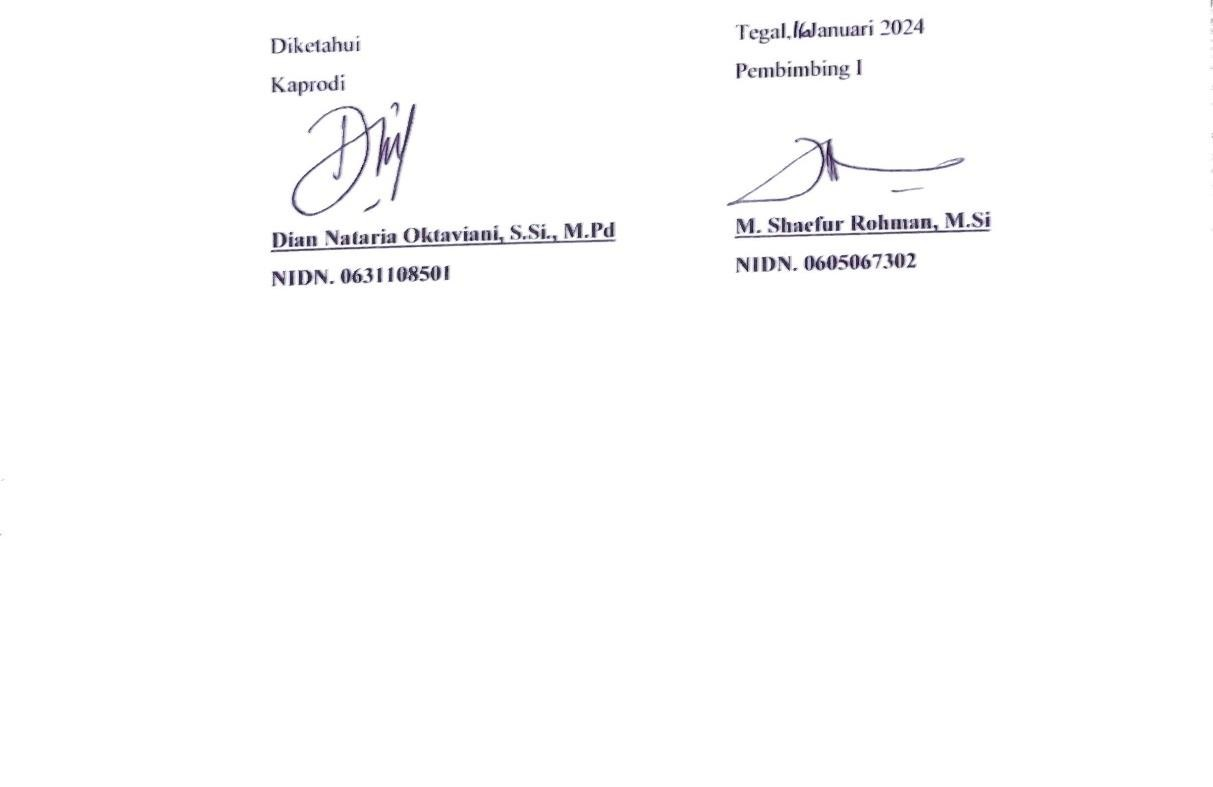 Diketahui
Kaprodi
Dian Nataria Oktaviani, S.Si., M.Pd
NIDN. 0631108501
Tegal, 16 Januari 2024
Pembimbing I
M. Shaefur Rohman, M.Si
NIDN. 0605067302